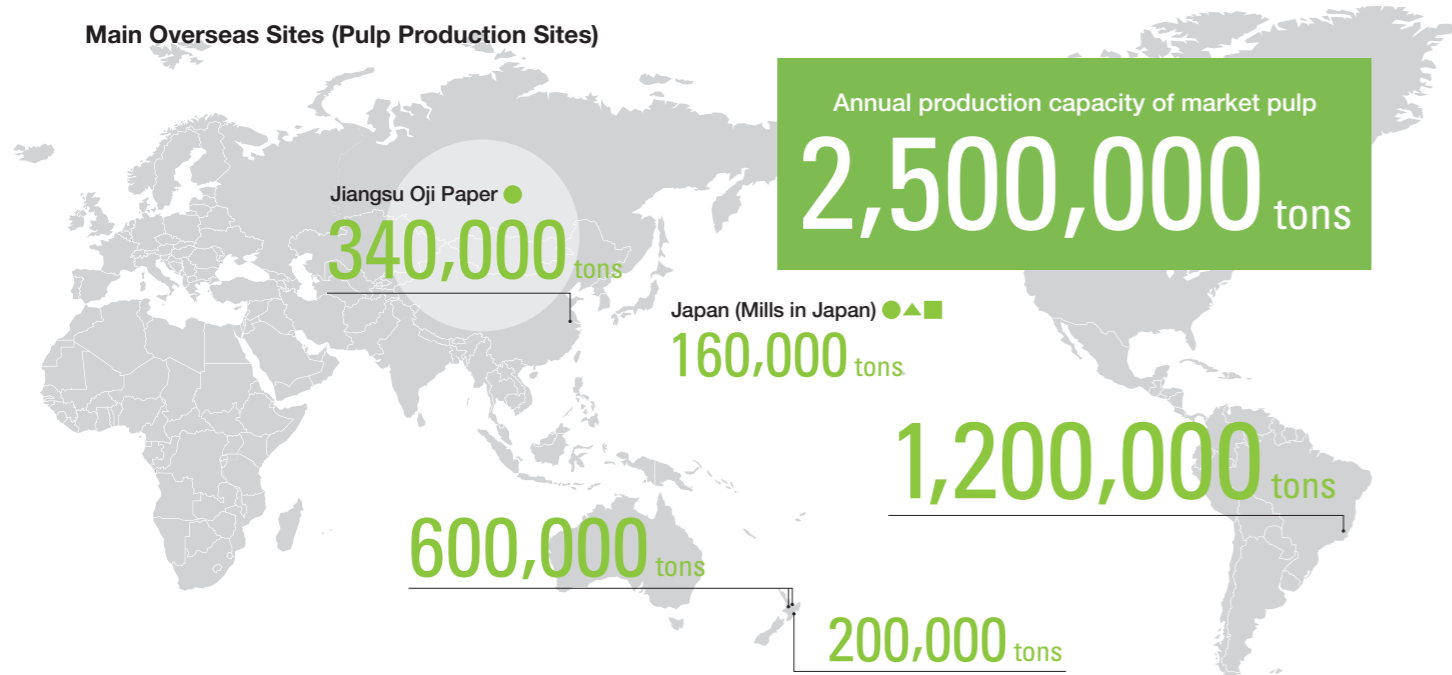 Main Overseas Sites (Pulp Production Sites)
Annual production capacity of market pulp
2,500,000 tons
Jiangsu Oji Paper
340,000 tons
Japan (Mills in Japan)
160,000 tons
1,200,000 tons
600,000 tons
200,000 tons